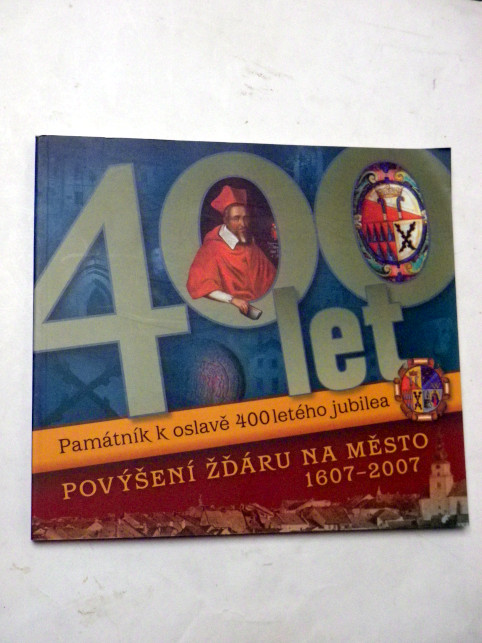 400
let
Památník k oslavě 400letého jubilea
POVÝŠENÍ ŽĎÁRU NA MĚSTO
1607–2007